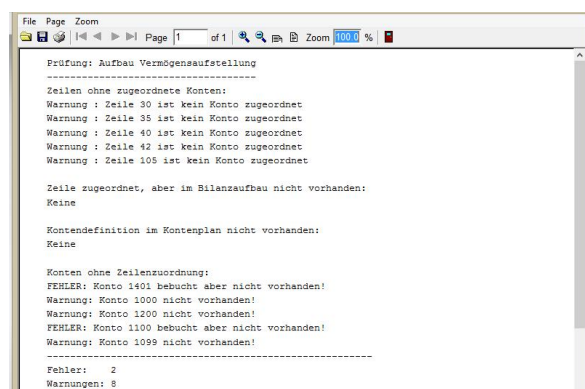 File Page Zoom
Page 1 of 1 Zoom 100.0 %
Prüfung: Aufbau Vermögensaufstellung
-----------------------------------
Zeilen ohne zugeordnete Konten:
Warnung : Zeile 30 ist kein Konto zugeordnet
Warnung : Zeile 35 ist kein Konto zugeordnet
Warnung : Zeile 40 ist kein Konto zugeordnet
Warnung : Zeile 42 ist kein Konto zugeordnet
Warnung : Zeile 105 ist kein Konto zugeordnet
Zeile zugeordnet, aber im Bilanzaufbau nicht vorhanden:
Keine
Kontendefinition im Kontenplan nicht vorhanden:
Keine
Konten ohne Zeilenzuordnung:
FEHLER: Konto 1401 bebucht aber nicht vorhanden!
Warnung: Konto 1000 nicht vorhanden!
Warnung: Konto 1200 nicht vorhanden!
FEHLER: Konto 1100 bebucht aber nicht vorhanden!
Warnung: Konto 1099 nicht vorhanden!
-------------------------------------------------------
Fehler: 2
Warnungen: 8